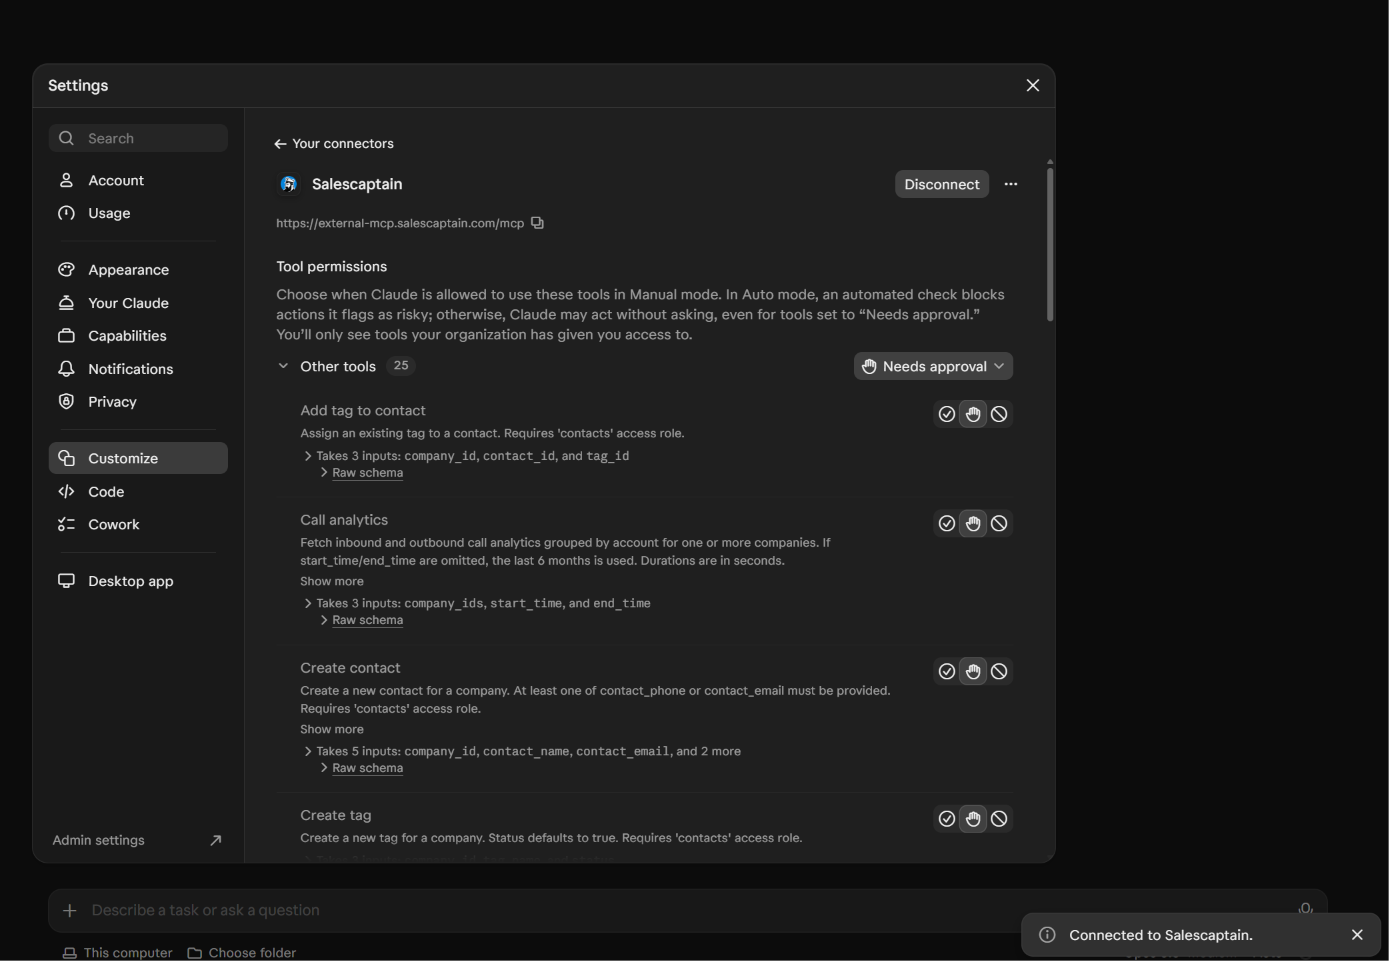 Settings
Search
Account
Usage
Appearance
Your Claude
Capabilities
Notifications
Privacy
Customize
Code
Cowork
Desktop app
Admin settings
Your connectors
Salescaptain
Disconnect
https://external-mcp.salescaptain.com/mcp
Tool permissions
Choose when Claude is allowed to use these tools in Manual mode. In Auto mode, an automated check blocks
actions it flags as risky; otherwise, Claude may act without asking, even for tools set to “Needs approval.”
You’ll only see tools your organization has given you access to.
Other tools 25
Needs approval
Add tag to contact
Assign an existing tag to a contact. Requires 'contacts' access role.
Takes 3 inputs: company_id, contact_id, and tag_id
Raw schema
Call analytics
Fetch inbound and outbound call analytics grouped by account for one or more companies. If
start_time/end_time are omitted, the last 6 months is used. Durations are in seconds.
Show more
Takes 3 inputs: company_ids, start_time, and end_time
Raw schema
Create contact
Create a new contact for a company. At least one of contact_phone or contact_email must be provided.
Requires 'contacts' access role.
Show more
Takes 5 inputs: company_id, contact_name, contact_email, and 2 more
Raw schema
Create tag
Create a new tag for a company. Status defaults to true. Requires 'contacts' access role.
Describe a task or ask a question
This computer
Choose folder
Connected to Salescaptain.